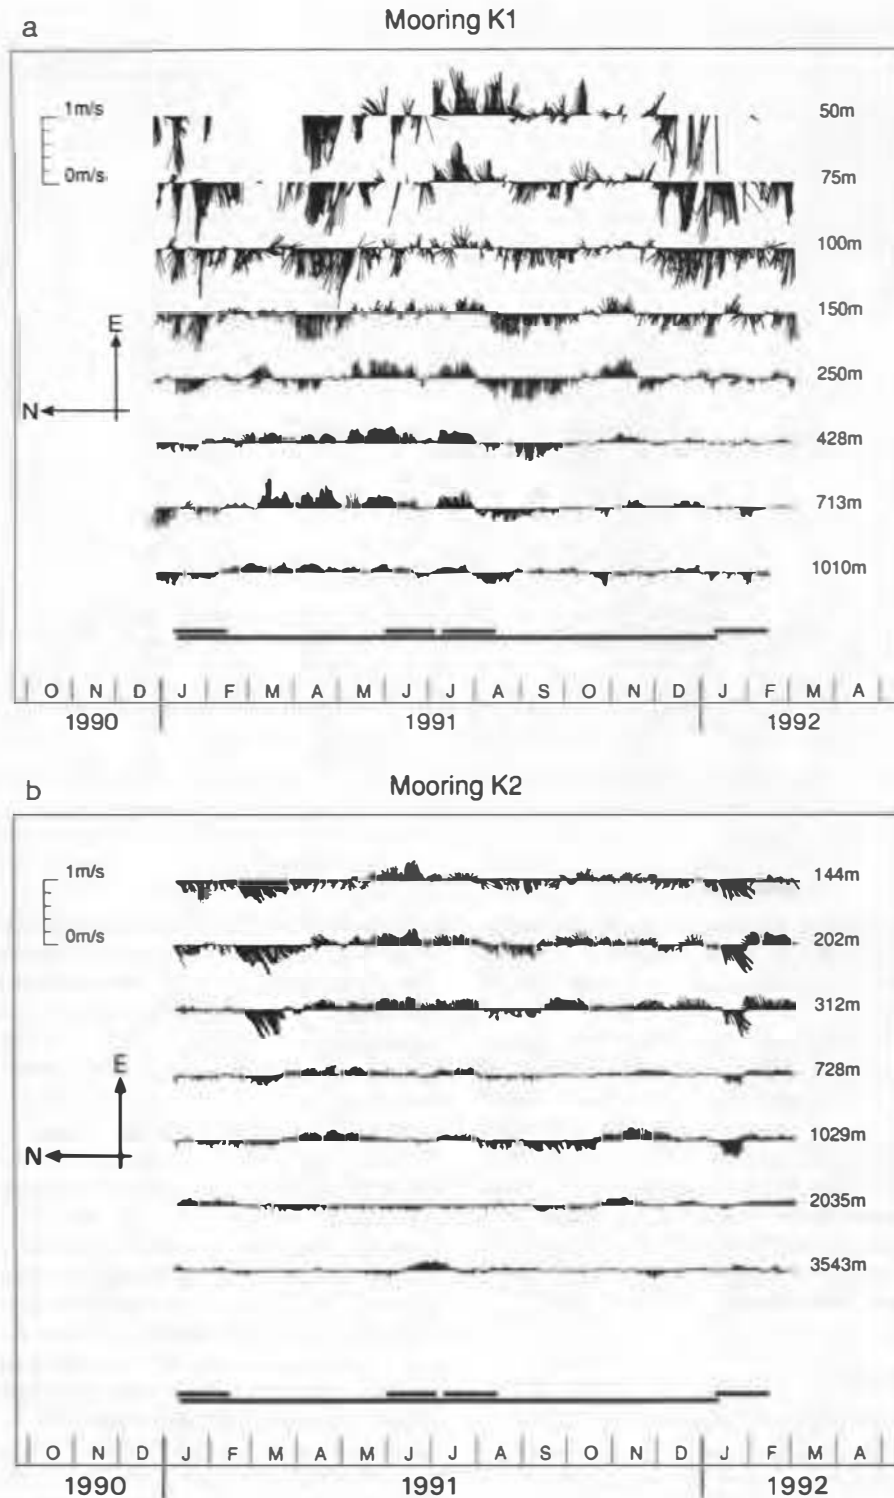 a
Mooring K1
1m/s
0m/s
50m
75m
100m
150m
250m
428m
713m
1010m
E
N
O N D J F M A M J J A S O N D J F M A
1990 1991 1992
b
Mooring K2
1m/s
0m/s
144m
202m
312m
728m
1029m
2035m
3543m
E
N
O N D J F M A M J J A S O N D J F M A
1990 1991 1992